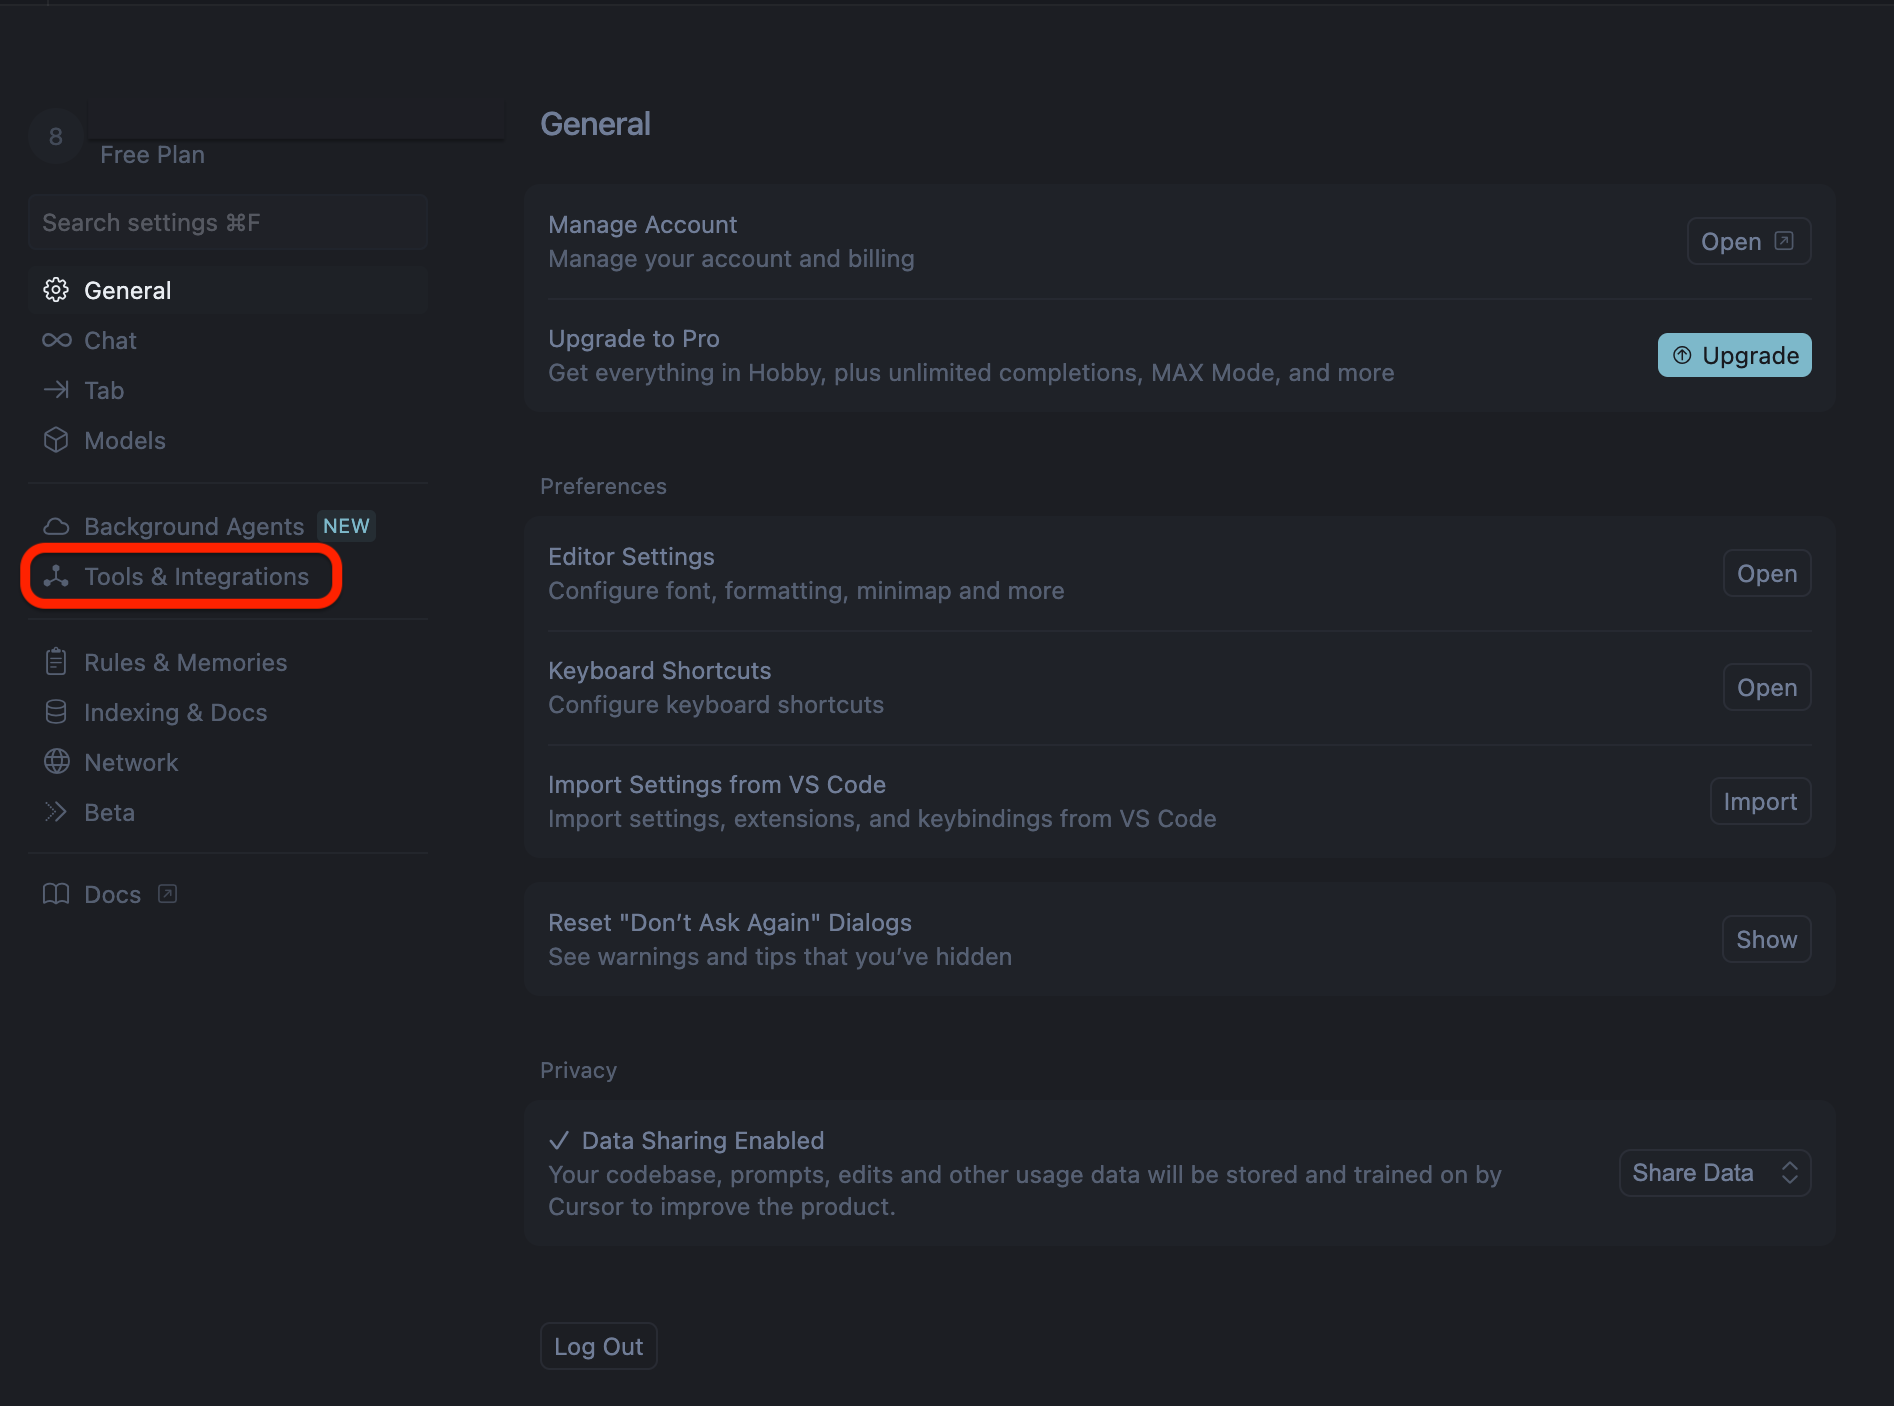 8
Free Plan
Search settings ⌘F
General
Chat
Tab
Models
Background Agents NEW
Tools & Integrations
Rules & Memories
Indexing & Docs
Network
Beta
Docs
General
Manage Account
Manage your account and billing
Open
Upgrade to Pro
Get everything in Hobby, plus unlimited completions, MAX Mode, and more
Upgrade
Preferences
Editor Settings
Configure font, formatting, minimap and more
Open
Keyboard Shortcuts
Configure keyboard shortcuts
Open
Import Settings from VS Code
Import settings, extensions, and keybindings from VS Code
Import
Reset "Don’t Ask Again" Dialogs
See warnings and tips that you’ve hidden
Show
Privacy
Data Sharing Enabled
Your codebase, prompts, edits and other usage data will be stored and trained on by
Cursor to improve the product.
Share Data
Log Out